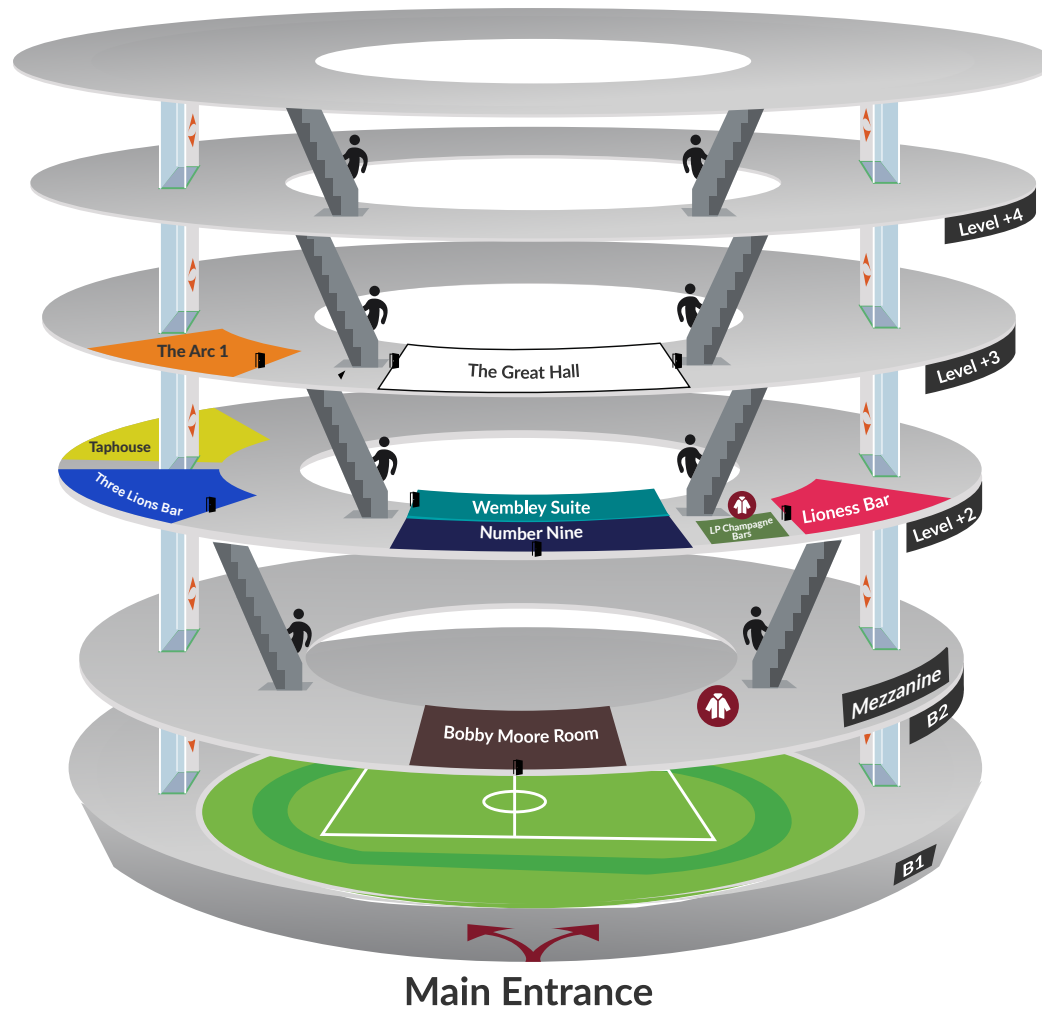 Level +4
The Arc 1
The Great Hall
Level +3
Taphouse
Three Lions Bar
Wembley Suite
Number Nine
LP Champagne
Bars
Lioness Bar
Level +2
Mezzanine
B2
Bobby Moore Room
B1
Main Entrance